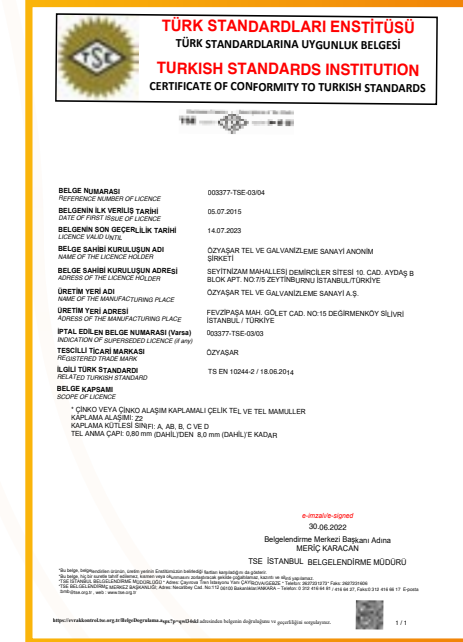 TÜRK STANDARDLARI ENSTİTÜSÜ
TÜRK STANDARDLARINA UYGUNLUK BELGESİ
TURKISH STANDARDS INSTITUTION
CERTIFICATE OF CONFORMITY TO TURKISH STANDARDS
TSE
TSE
BELGE NUMARASI 003377-TSE-03/04
REFERENCE NUMBER OF LICENCE
BELGENİN İLK VERİLİŞ TARİHİ 05.07.2015
DATE OF FIRST ISSUE OF LICENCE
BELGENİN SON GEÇERLİLİK TARİHİ 14.07.2023
LICENCE VALID UNTIL
BELGE SAHİBİ KURULUŞUN ADI ÖZYAŞAR TEL VE GALVANİZLEME SANAYİ ANONİM
NAME OF THE LICENCE HOLDER ŞİRKETİ
BELGE SAHİBİ KURULUŞUN ADRESİ SEYİTNİZAM MAHALLESİ DEMİRCİLER SİTESİ 10. CAD. AYDAŞ B
ADRESS OF THE LICENCE HOLDER BLOK APT. NO:7/5 ZEYTİNBURNU İSTANBUL/TÜRKİYE
ÜRETİM YERİ ADI ÖZYAŞAR TEL VE GALVANİZLEME SANAYİ A.Ş.
NAME OF THE MANUFACTURING PLACE
ÜRETİM YERİ ADRESİ FEVZİPAŞA MAH. GÖLET CAD. NO:15 DEĞİRMENKÖY SİLİVRİ
ADRESS OF THE MANUFACTURING PLACE İSTANBUL / TÜRKİYE
İPTAL EDİLEN BELGE NUMARASI (Varsa) 003377-TSE-03/03
INDICATION OF SUPERSEDED LICENCE (if any)
TESCİLLİ TİCARİ MARKASI ÖZYAŞAR
REGISTERED TRADE MARK
İLGİLİ TÜRK STANDARDI TS EN 10244-2 / 18.06.2014
RELATED TURKISH STANDARD
BELGE KAPSAMI
SCOPE OF LICENCE
* ÇİNKO VEYA ÇİNKO ALAŞIM KAPLAMALI ÇELİK TEL VE TEL MAMULLER
KAPLAMA ALAŞIMI: Z2
KAPLAMA KÜTLESİ SINIFI: A, AB, B, C VE D
TEL ANMA ÇAPI: 0,80 mm (DAHİL)'DEN 8,0 mm (DAHİL)'E KADAR
e-imzalı/e-signed
30.06.2022
Belgelendirme Merkezi Başkanı Adına
MERİÇ KARACAN
TSE İSTANBUL BELGELENDİRME MÜDÜRÜ
1 / 1